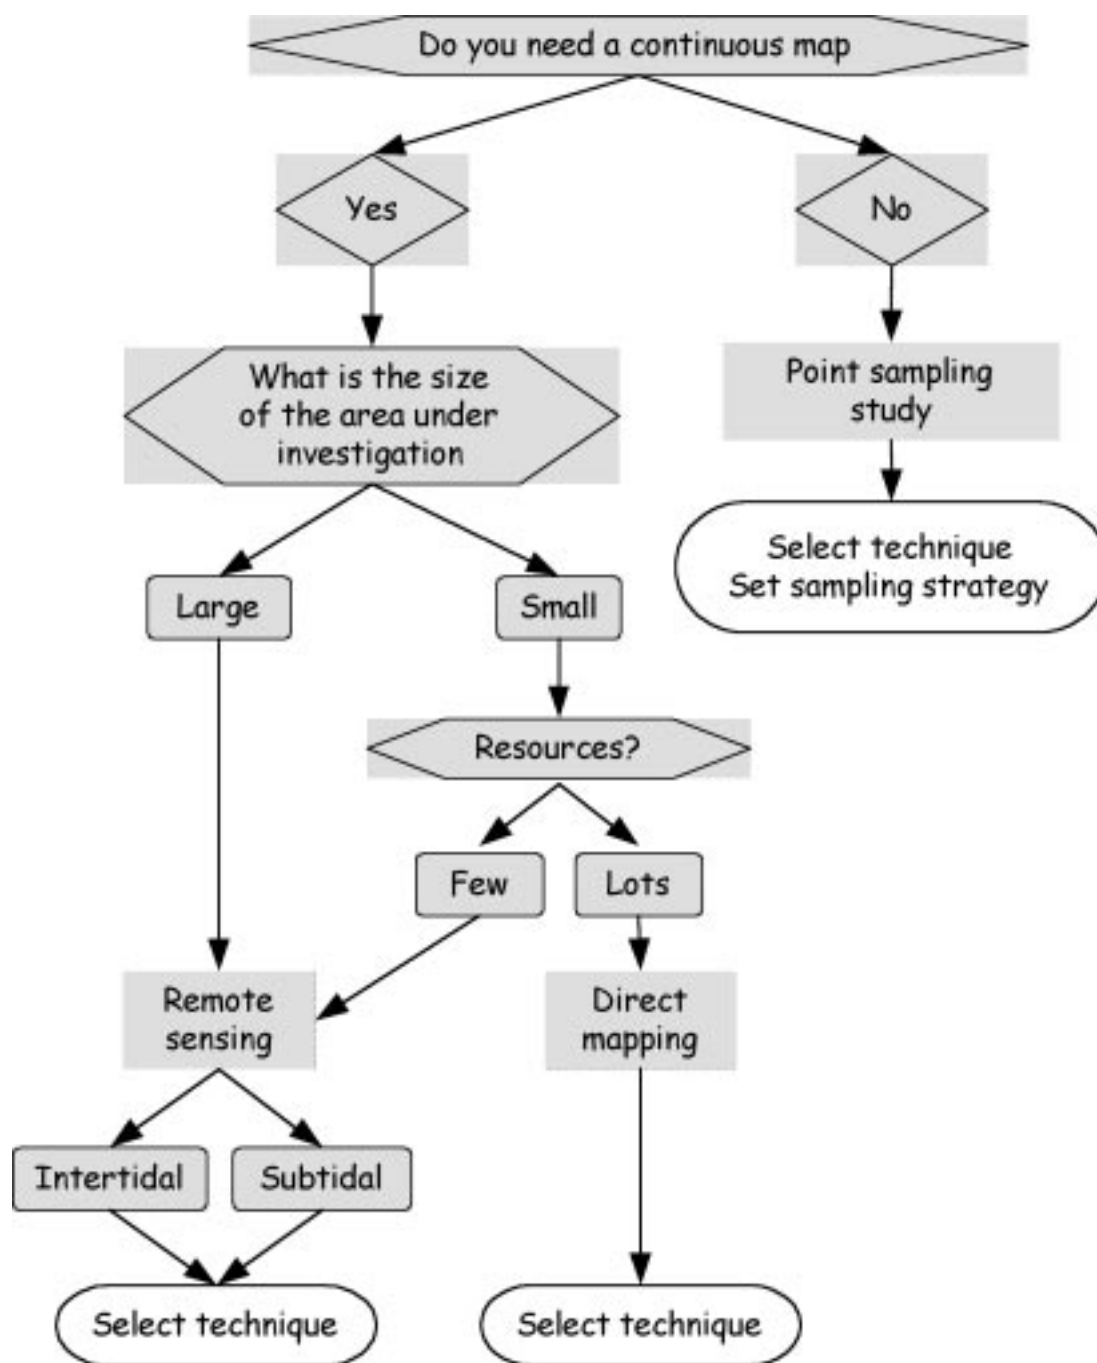 Do you need a continuous map
Yes
No
What is the size
of the area under
investigation
Point sampling
study
Select technique
Set sampling strategy
Large
Small
Resources?
Few
Lots
Remote
sensing
Direct
mapping
Intertidal
Subtidal
Select technique
Select technique